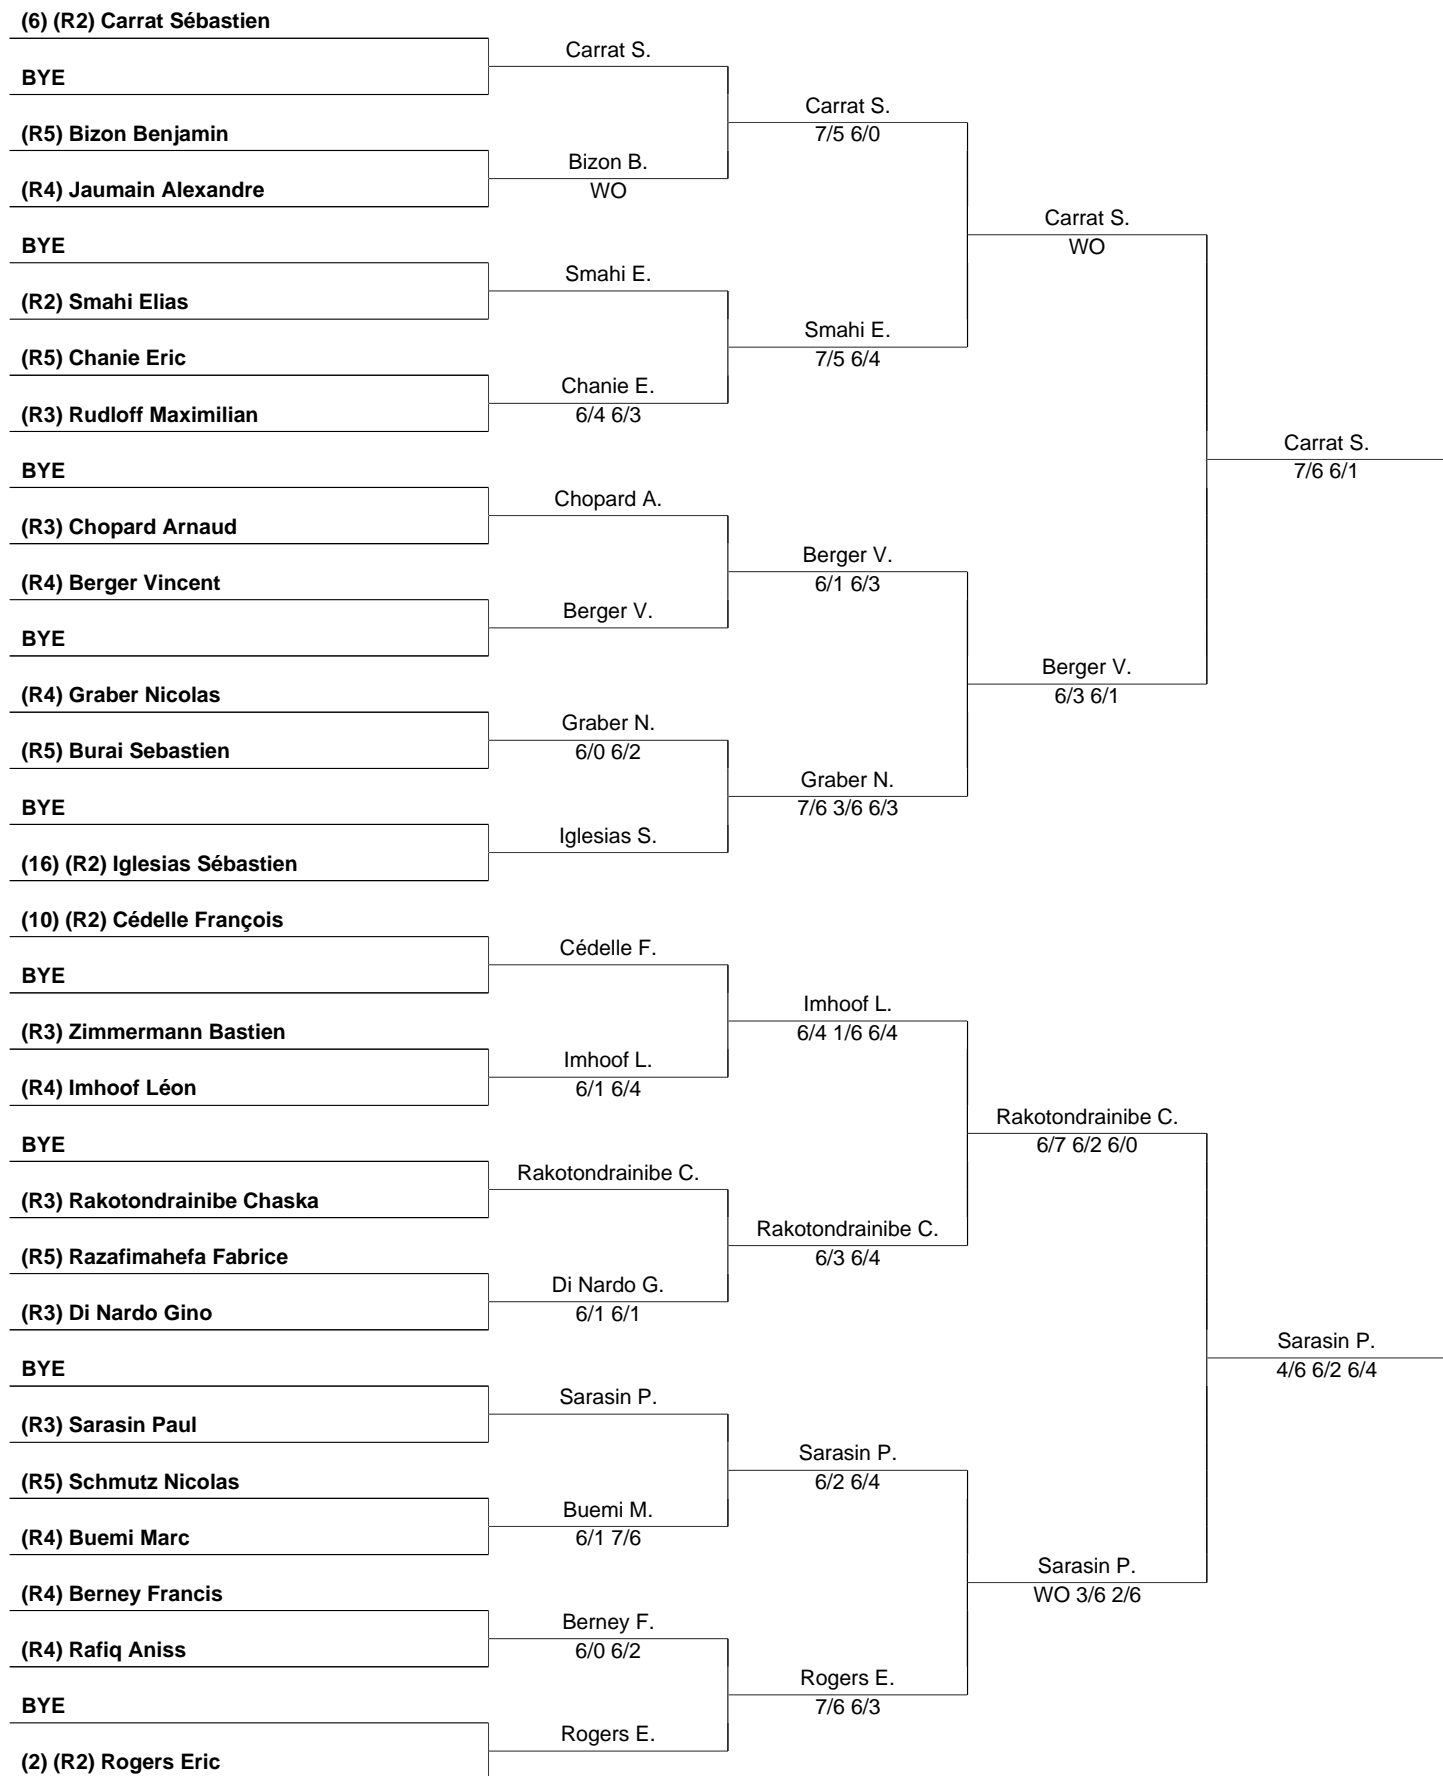 (6) (R2) Carrat Sébastien
BYE
(R5) Bizon Benjamin
(R4) Jaumain Alexandre
BYE
(R2) Smahi Elias
(R5) Chanie Eric
(R3) Rudloff Maximilian
BYE
(R3) Chopard Arnaud
(R4) Berger Vincent
BYE
(R4) Graber Nicolas
(R5) Burai Sebastien
BYE
(16) (R2) Iglesias Sébastien
(10) (R2) Cédelle François
BYE
(R3) Zimmermann Bastien
(R4) Imhoof Léon
BYE
(R3) Rakotondrainibe Chaska
(R5) Razafimahefa Fabrice
(R3) Di Nardo Gino
BYE
(R3) Sarasin Paul
(R5) Schmutz Nicolas
(R4) Buemi Marc
(R4) Berney Francis
(R4) Rafiq Aniss
BYE
(2) (R2) Rogers Eric
Carrat S.
Bizon B.
WO
Smahi E.
Chanie E.
6/4 6/3
Chopard A.
Berger V.
Graber N.
6/0 6/2
Iglesias S.
Cédelle F.
Imhoof L.
6/1 6/4
Rakotondrainibe C.
Di Nardo G.
6/1 6/1
Sarasin P.
Buemi M.
6/1 7/6
Berney F.
6/0 6/2
Rogers E.
Carrat S.
7/5 6/0
Smahi E.
7/5 6/4
Berger V.
6/1 6/3
Graber N.
7/6 3/6 6/3
Imhoof L.
6/4 1/6 6/4
Rakotondrainibe C.
6/3 6/4
Sarasin P.
6/2 6/4
Rogers E.
7/6 6/3
Carrat S.
WO
Berger V.
6/3 6/1
Rakotondrainibe C.
6/7 6/2 6/0
Sarasin P.
WO 3/6 2/6
Carrat S.
7/6 6/1
Sarasin P.
4/6 6/2 6/4